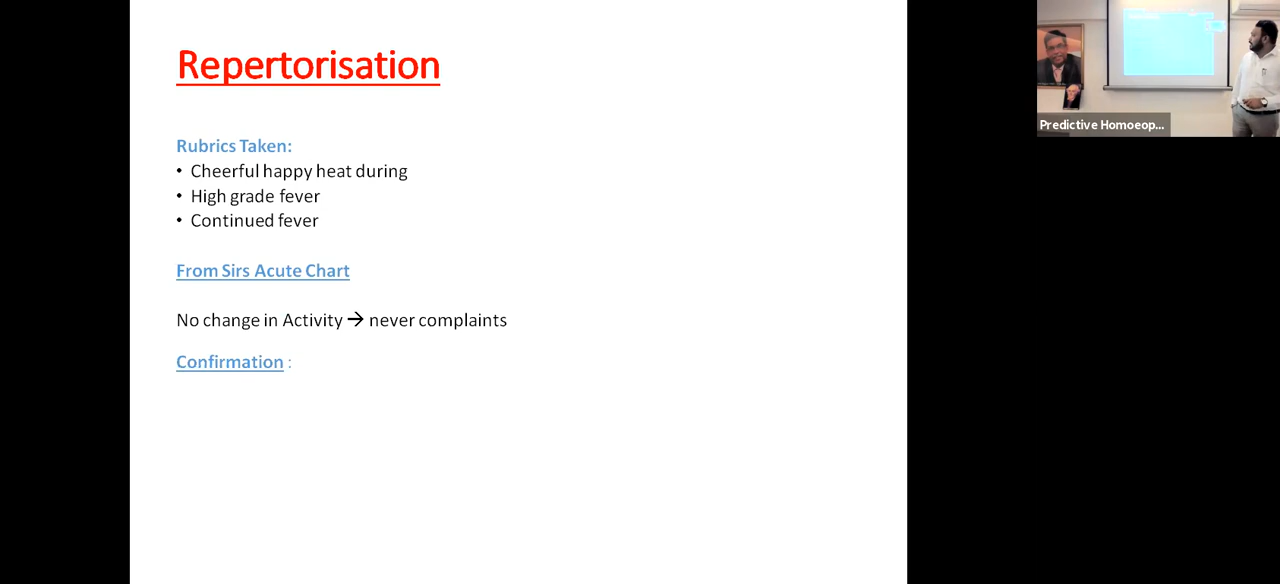 Repertorisation
Rubrics Taken:
• Cheerful happy heat during
• High grade fever
• Continued fever
From Sirs Acute Chart
No change in Activity → never complaints
Confirmation :
Predictive Homoeop...